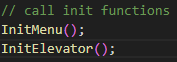 // call init functions
InitMenu();
InitElevator();